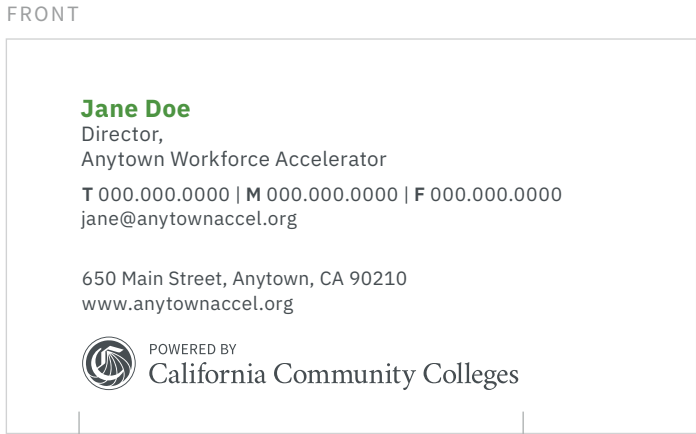 FRONT
Jane Doe
Director,
Anytown Workforce Accelerator
T 000.000.0000 | M 000.000.0000 | F 000.000.0000
jane@anytownaccel.org
650 Main Street, Anytown, CA 90210
www.anytownaccel.org
POWERED BY
California Community Colleges